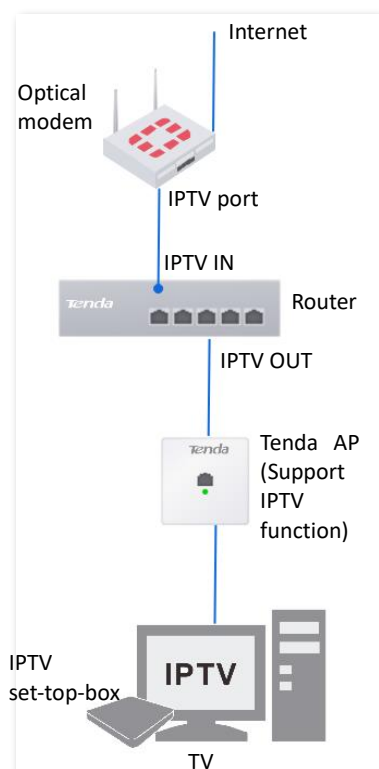 Internet
Optical
modem
IPTV port
IPTV IN
Tenda
Router
IPTV OUT
Tenda
Tenda AP
(Support
IPTV
function)
IPTV
set-top-box
IPTV
TV